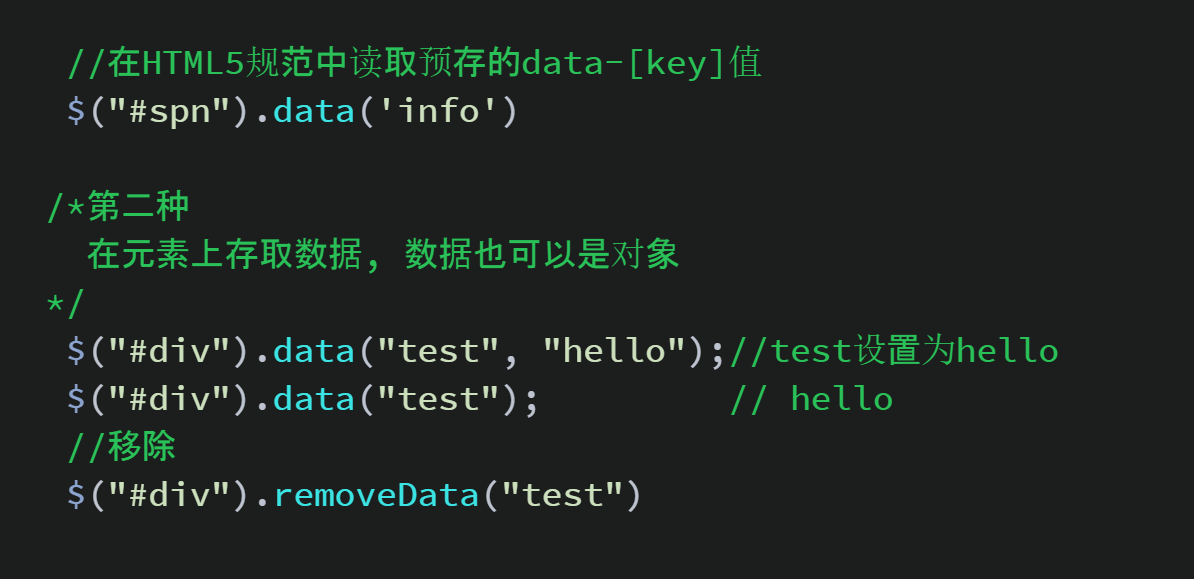 //在HTML5规范中读取预存的data-[key]值
$("#spn").data('info')
/*第二种
在元素上存取数据, 数据也可以是对象
*/
$("#div").data("test", "hello");//test设置为hello
$("#div").data("test"); // hello
//移除
$("#div").removeData("test")